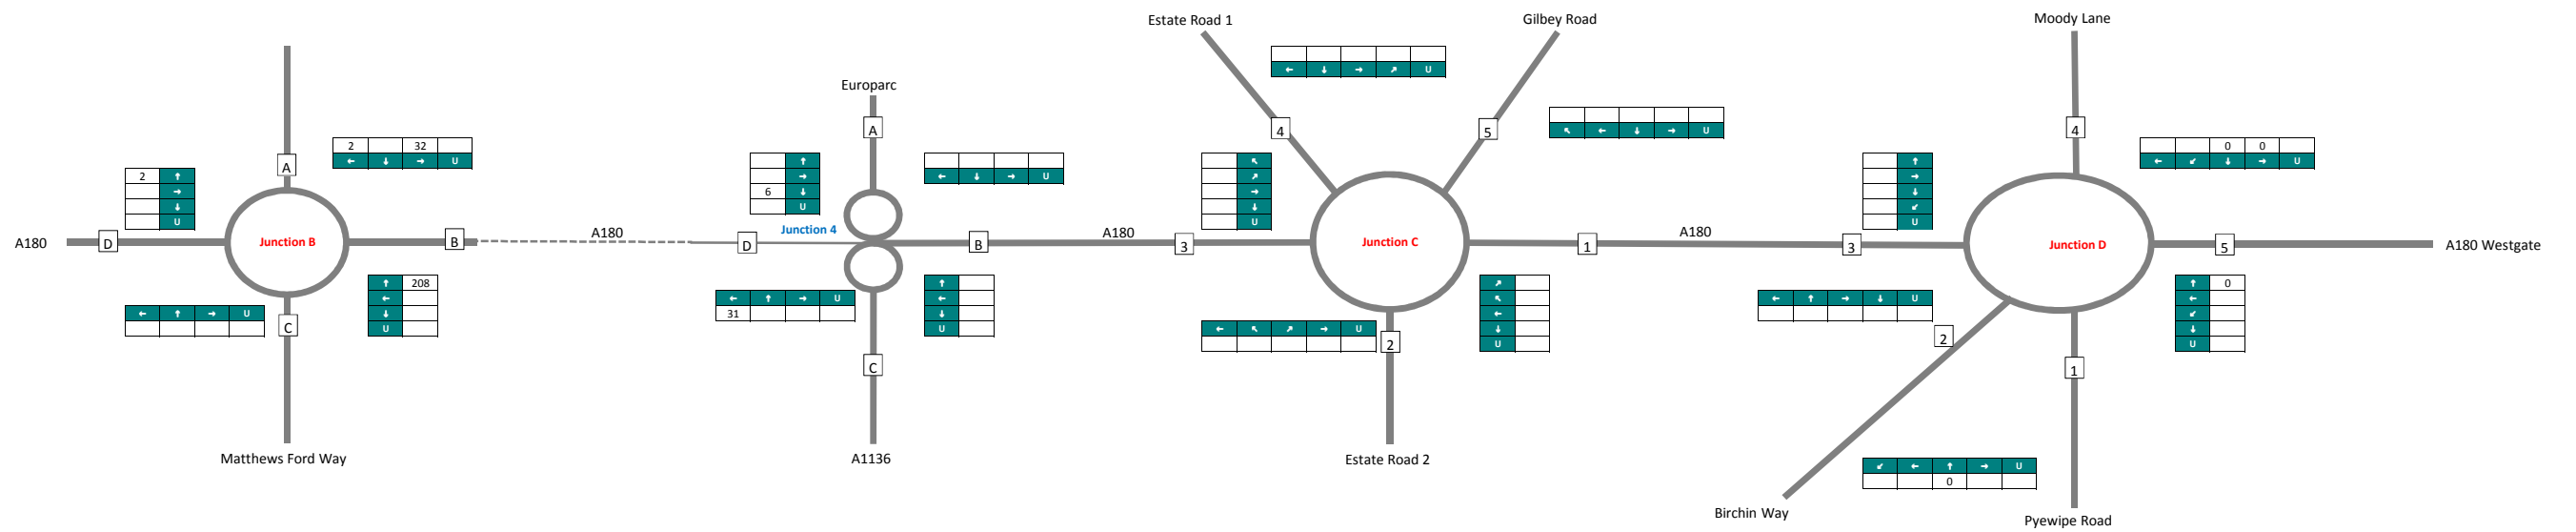 Estate Road 1
Gilbey Road
Moody Lane
← ↓ → ↗ U
Europarc
A
4
5
4
↖ ← ↓ → U
2 32
← ↓ → U
0 0
← ↙ ↓ → U
A
2 ↑
→
↓
U
↑
→
6 ↓
U
← ↓ → U
↖
↗
→
↓
U
↑
→
↓
↙
U
A180
D
Junction B
B
A180
D
Junction 4
B
A180
3
Junction C
1
A180
3
Junction D
5
A180 Westgate
← ↑ → U
C
↑ 208
←
↓
U
← ↑ → U
31
↑
←
↓
U
← ↖ ↗ → U
2
↗
↖
←
↓
U
← ↑ → ↓ U
2
↑ 0
←
↙
↓
U
C
1
Matthews Ford Way
A1136
Estate Road 2
↙ ← ↑ → U
0
Birchin Way
Pyewipe Road